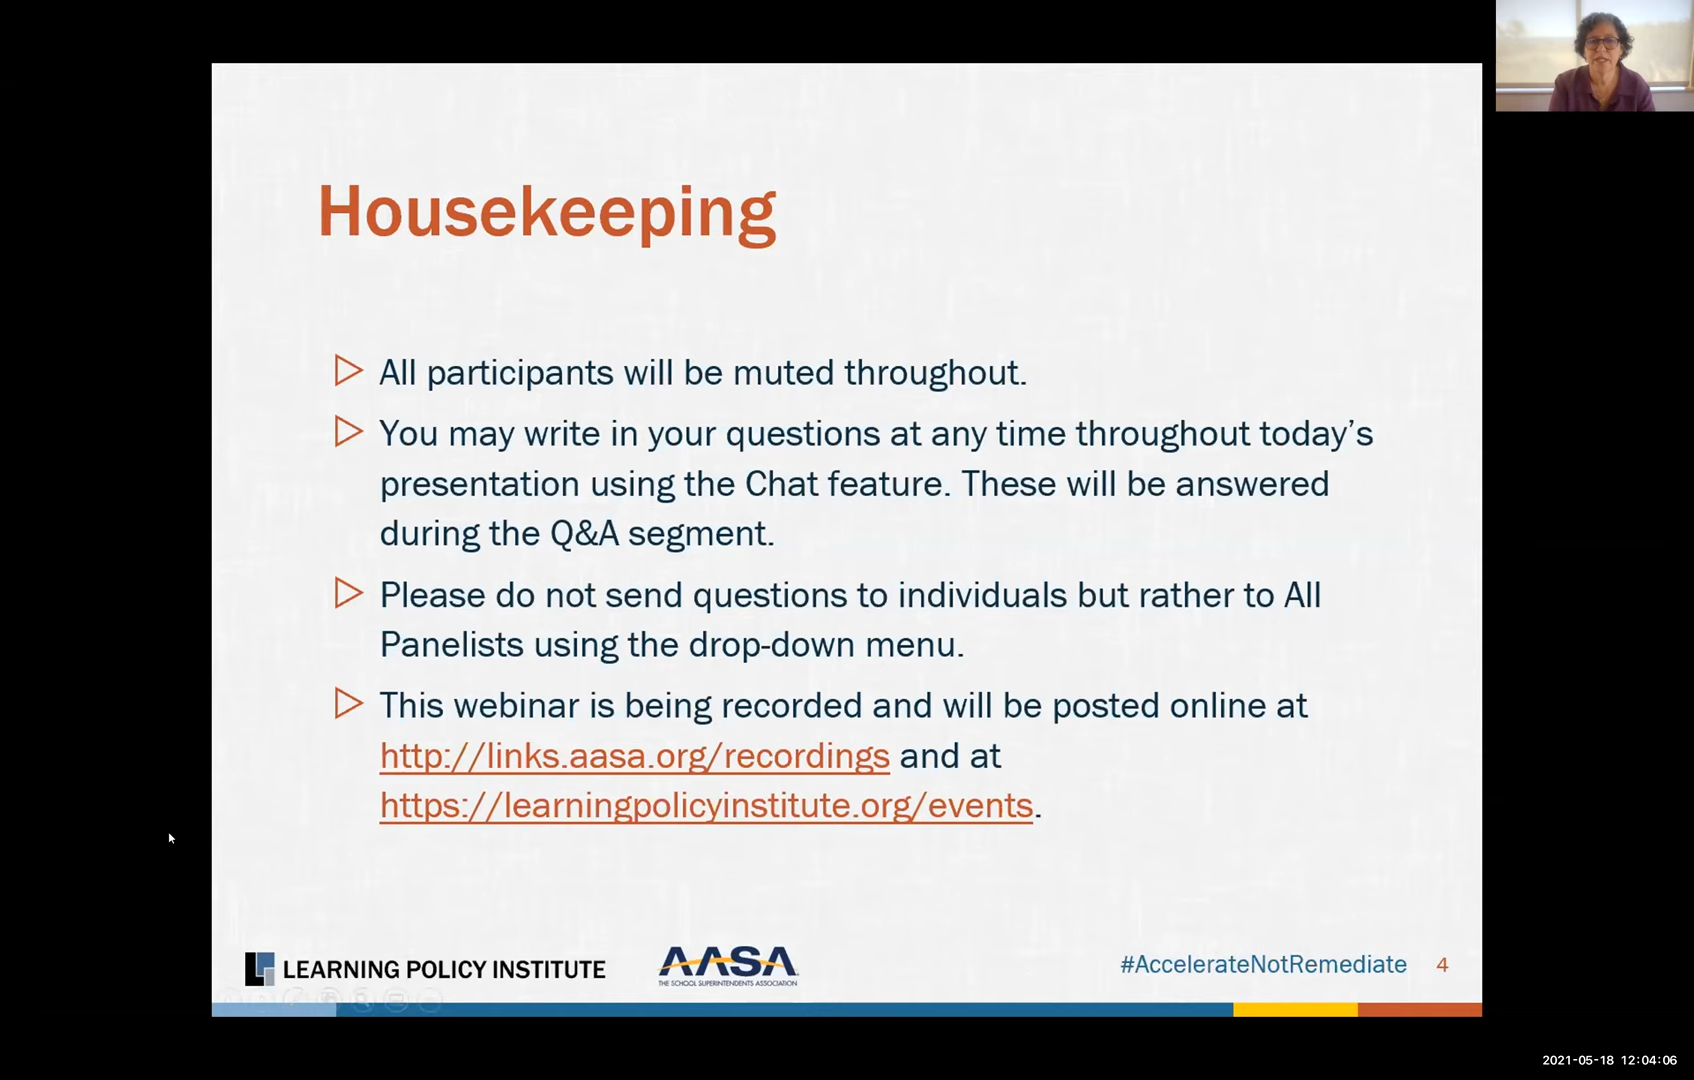 Housekeeping
All participants will be muted throughout.
You may write in your questions at any time throughout today’s
presentation using the Chat feature. These will be answered
during the Q&A segment.
Please do not send questions to individuals but rather to All
Panelists using the drop-down menu.
This webinar is being recorded and will be posted online at
http://links.aasa.org/recordings and at
https://learningpolicyinstitute.org/events.
LEARNING POLICY INSTITUTE
AASA
THE SCHOOL SUPERINTENDENTS ASSOCIATION
#AccelerateNotRemediate 4
2021-05-18 12:04:06